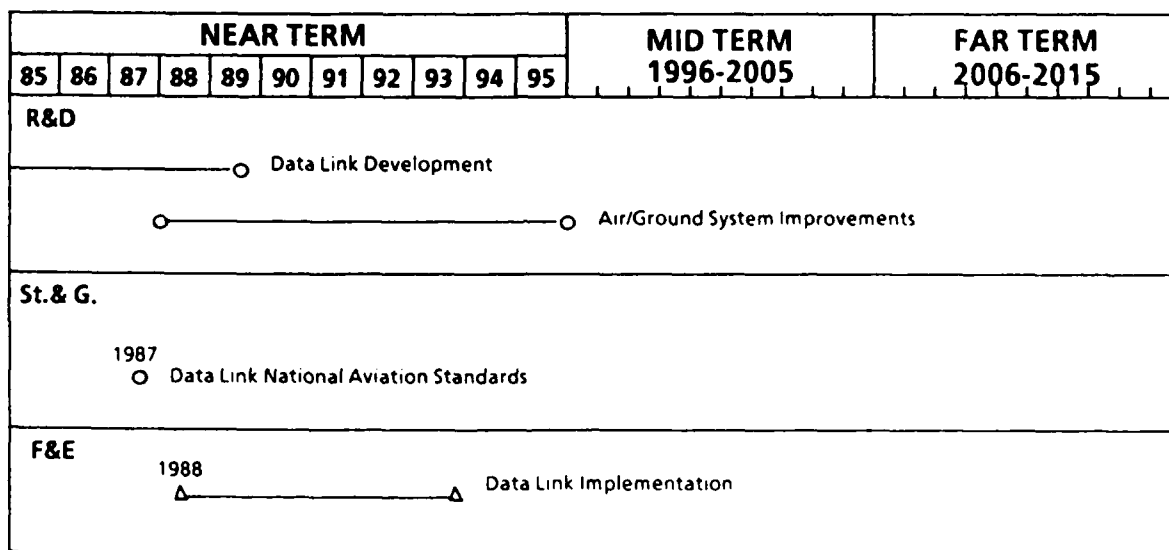 NEAR TERM
MID TERM
FAR TERM
85 86 87 88 89 90 91 92 93 94 95
1996-2005
2006-2015
R&D
Data Link Development
Air/Ground System Improvements
St.& G.
1987
Data Link National Aviation Standards
F&E
1988
Data Link Implementation